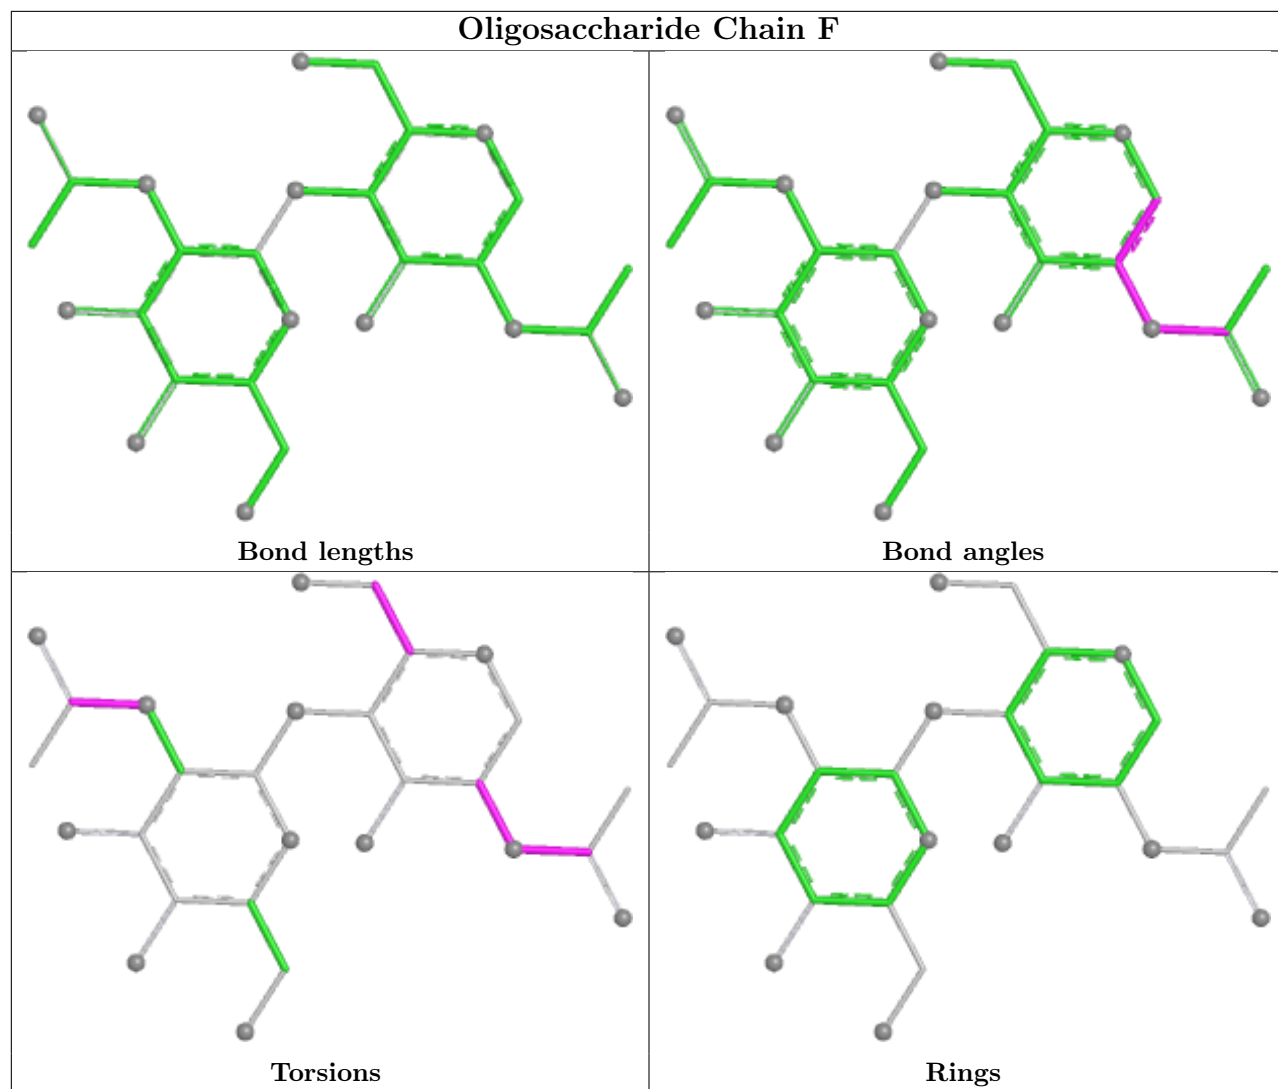 Oligosaccharide Chain F
Bond lengths
Bond angles
Torsions
Rings